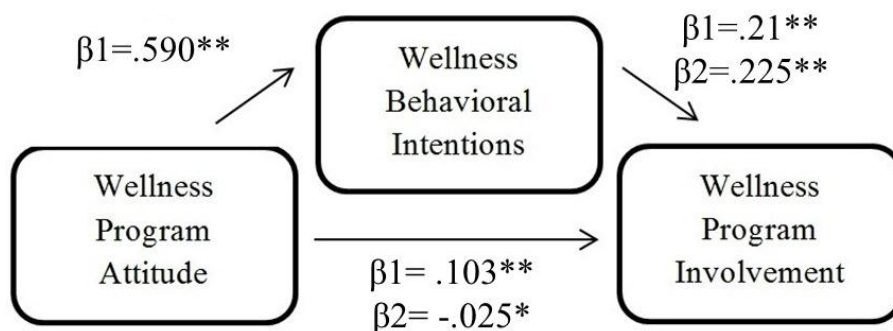 β1=.590**
Wellness
Behavioral
Intentions
β1=.21**
β2=.225**
Wellness
Program
Attitude
β1= .103**
β2= -.025*
Wellness
Program
Involvement